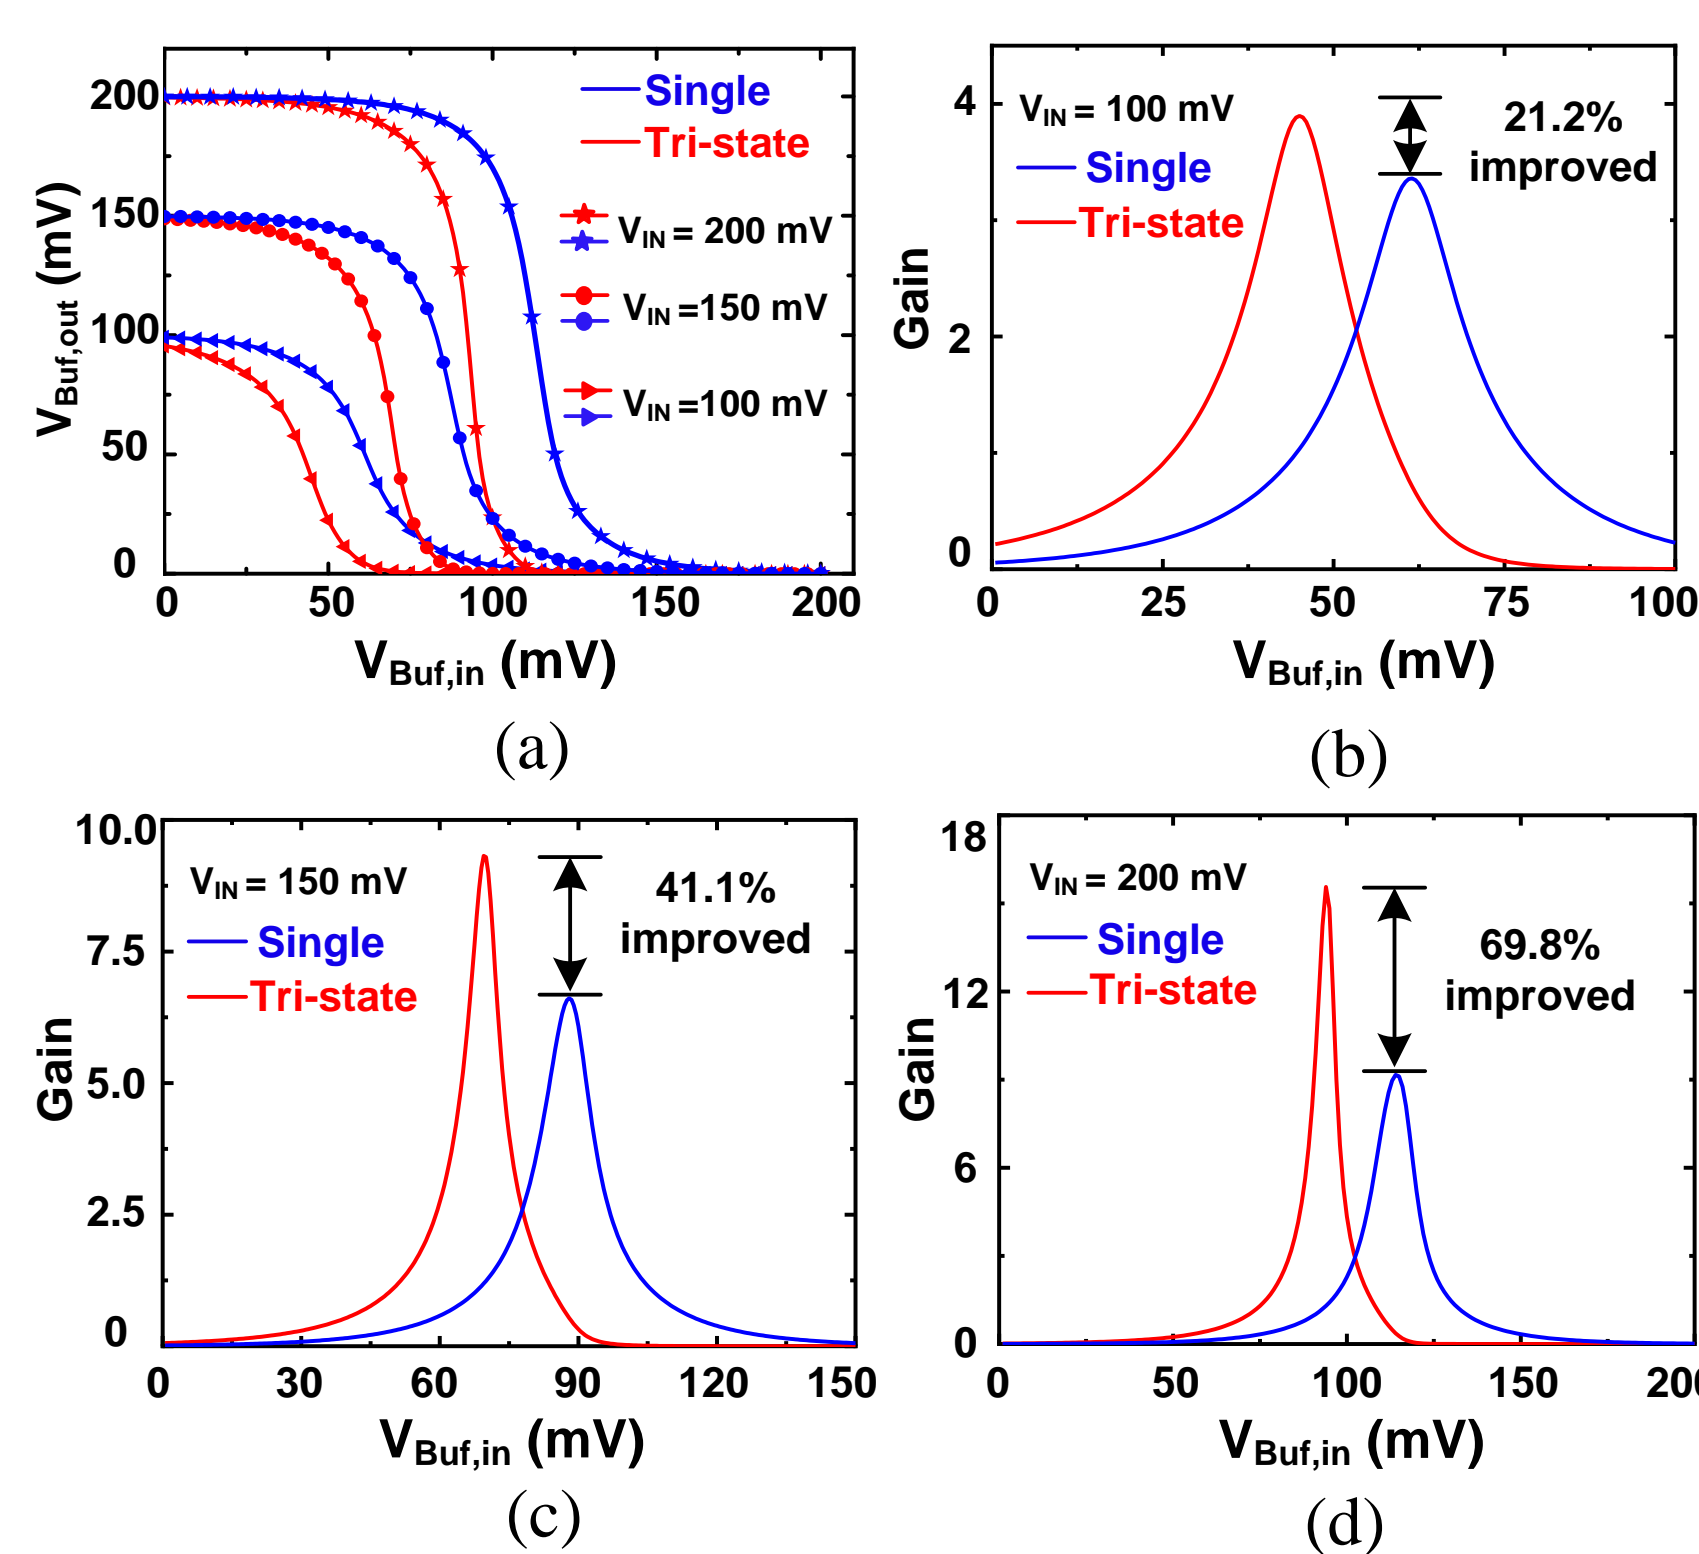 200
150
100
50
0
0 50 100 150 200
V_Buf,out (mV)
V_Buf,in (mV)
Single
Tri-state
V_IN = 200 mV
V_IN =150 mV
V_IN =100 mV
(a)
4
2
0
0 25 50 75 100
Gain
V_Buf,in (mV)
V_IN = 100 mV
Single
Tri-state
21.2%
improved
(b)
10.0
7.5
5.0
2.5
0
0 30 60 90 120 150
Gain
V_Buf,in (mV)
V_IN = 150 mV
Single
Tri-state
41.1%
improved
(c)
18
12
6
0
0 50 100 150 20
Gain
V_Buf,in (mV)
V_IN = 200 mV
Single
Tri-state
69.8%
improved
(d)